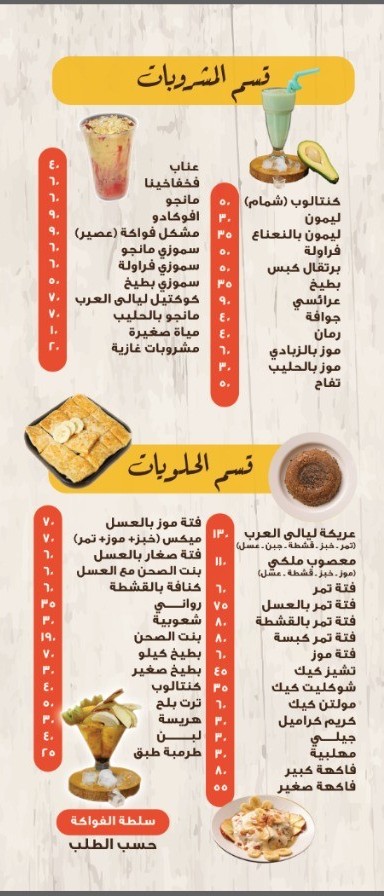 قسم المشروبات
كنتالوب (شمام) ٥٠
ليمون ٣٠
ليمون بالنعناع ٣٥
فراولة ٥٠
برتقال كبس ٥٠
بطيخ ٣٥
عرائسي ٩٠
جوافة ٤٠
رمان ٤٠
موز بالزبادي ٦٠
موز بالحليب ٣٠
تفاح ٥٠
عناب ٤٠
فخفاخينا ٦٠
مانجو ٦٠
افوكادو ٩٠
مشكل فواكة (عصير) ٩٠
سموزي مانجو ٦٠
سموزي فراولة ٦٠
سموزي بطيخ ٥٠
كوكتيل ليالى العرب ٧٠
مانجو بالحليب ٧٠
مياة صغيرة ١٠
مشروبات غازية ٢٠
قسم الحلويات
عريكة ليالى العرب ١٣٠
(تمر . خبز . قشطة . جبن . عسل)
معصوب ملكي ١١٠
(موز . خبز . قشطة . عسل)
فتة تمر ٦٠
فتة تمر بالعسل ٧٥
فتة تمر بالقشطة ٨٠
فتة تمر كبسة ٨٠
فتة موز ٦٠
تشيز كيك ٤٥
شوكليت كيك ٣٥
مولتن كيك ٦٠
كريم كراميل ٣٠
جيلـــي ٣٠
مهلبية ٣٠
فاكهة كبير ٨٠
فاكهة صغير ٥٥
فتة موز بالعسل ٧٠
ميكس (خبز+ موز+ تمر) ٧٠
فتة صغار بالعسل ٦٠
بنت الصحن مع العسل ٦٠
كنافة بالقشطة ٦٠
روانـــي ٣٥
شعوبية ٣٠
بنت الصحن ١٩٠
بطيخ كيلو ٧٠
بطيخ صغير ٣٠
كنتالوب ٤٠
ترت بلح ٥٠
هريسة ٣٠
لبـــن ٤٠
طرمبة طبق ٢٥
سلطة الفواكة
حسب الطلب